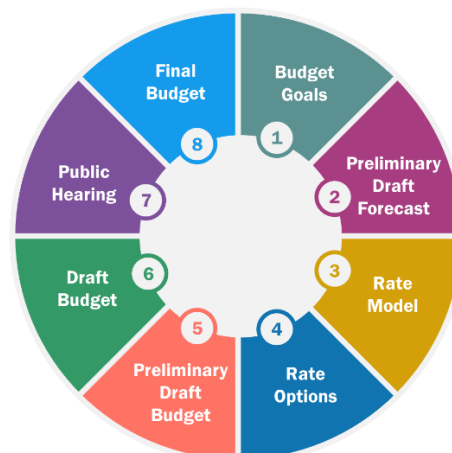 1
Budget
Goals
2
Preliminary
Draft
Forecast
3
Rate
Model
4
Rate
Options
5
Preliminary
Draft
Budget
6
Draft
Budget
7
Public
Hearing
8
Final
Budget